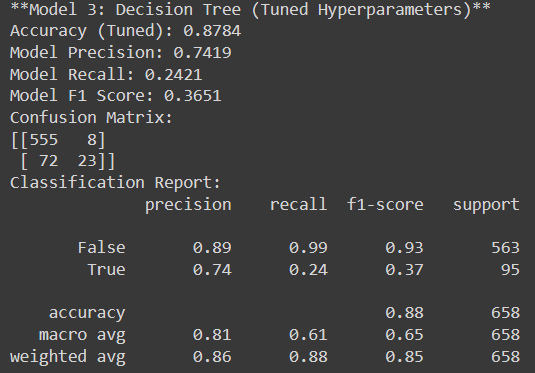 **Model 3: Decision Tree (Tuned Hyperparameters)**
Accuracy (Tuned): 0.8784
Model Precision: 0.7419
Model Recall: 0.2421
Model F1 Score: 0.3651
Confusion Matrix:
[[555   8]
 [ 72  23]]
Classification Report:
              precision    recall  f1-score   support

       False       0.89      0.99      0.93       563
        True       0.74      0.24      0.37        95

    accuracy                           0.88       658
   macro avg       0.81      0.61      0.65       658
weighted avg       0.86      0.88      0.85       658